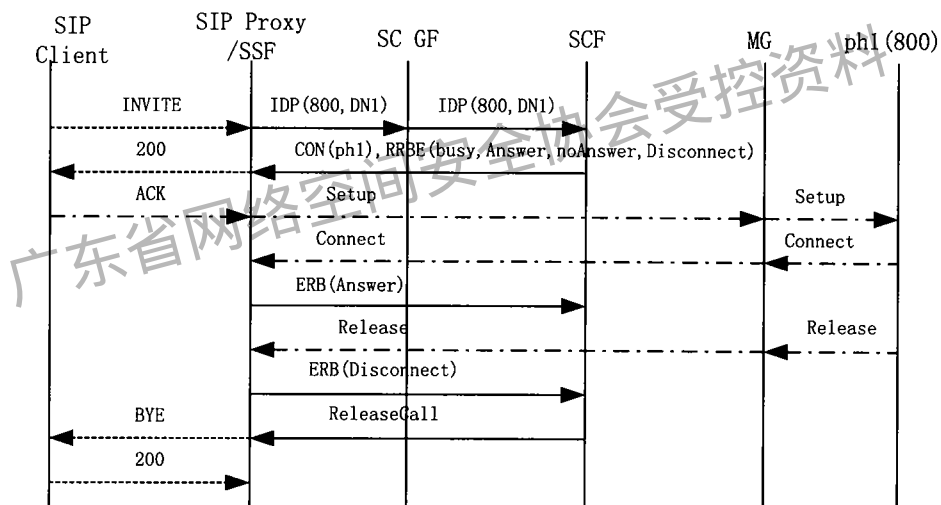 SIP
Client
SIP Proxy
/SSF
SC GF
SCF
MG
ph1(800)
INVITE
IDP(800,DN1)
IDP(800,DN1)
200
CON(ph1),RRBE(busy,Answer,noAnswer,Disconnect)
ACK
Setup
Setup
Connect
Connect
ERB(Answer)
Release
Release
ERB(Disconnect)
BYE
ReleaseCall
200
广东省网络空间安全协会受控资料